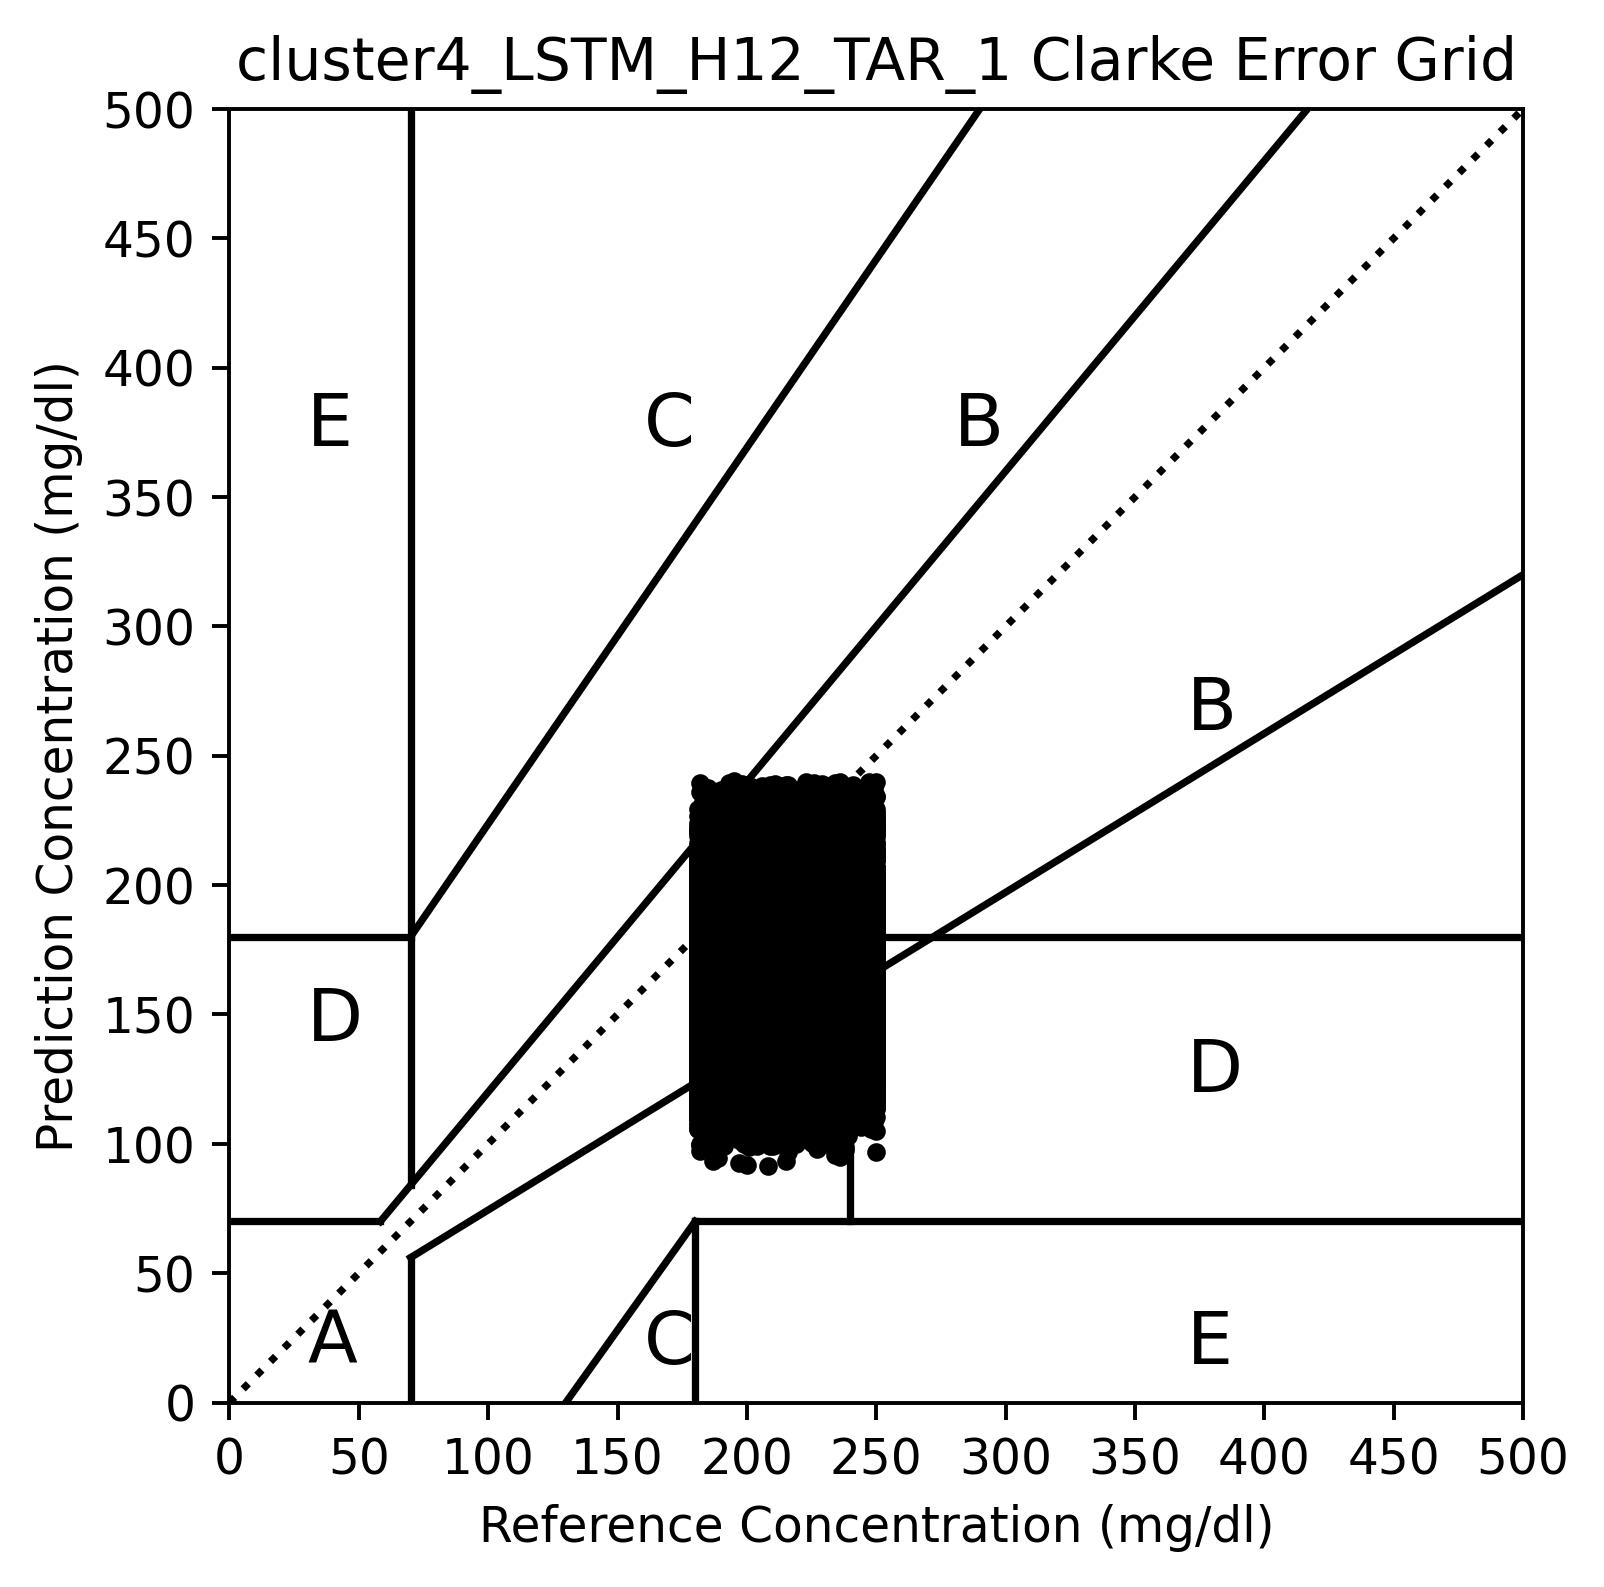 cluster4_LSTM_H12_TAR_1 Clarke Error Grid
500
450
400
E C B
350
300
B
250
200
D
150
D
100
50
A C E
0
0 50 100 150 200 250 300 350 400 450 500
Prediction Concentration (mg/dl)
Reference Concentration (mg/dl)